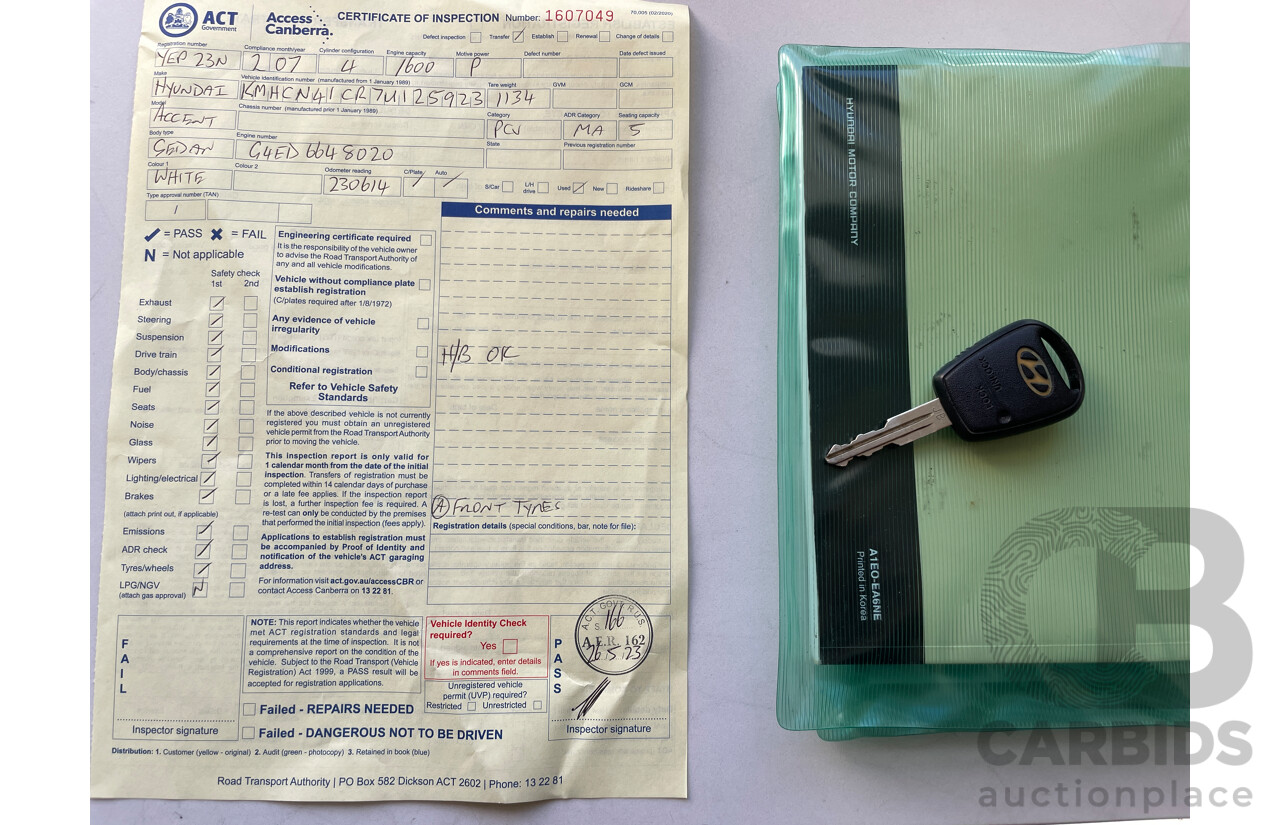 ACT
Government
Access
Canberra.
CERTIFICATE OF INSPECTION Number: 1607049
70,006 (02/2020)
Defect inspection Transfer Establish Renewal Change of details
Registration number Compliance month/year Cylinder configuration Engine capacity Motive power Defect number Date defect issued
YEP 23N 2 07 4 1600 P
Make Vehicle identification number (manufactured from 1 January 1989) Tare weight GVM GCM
HYUNDAI KMHCN41CR7U125923 1134
Model Chassis number (manufactured prior 1 January 1989) Category ADR Category Seating capacity
ACCENT PCV MA 5
Body type Engine number State Previous registration number
SEDAN G4ED6648020
Colour 1 Colour 2 Odometer reading C/Plate Auto
WHITE 230614
S/Car L/H drive Used New Rideshare
Type approval number (TAN)
Comments and repairs needed
= PASS = FAIL
N = Not applicable
Safety check
1st 2nd
Exhaust
Steering
Suspension
Drive train
Body/chassis
Fuel
Seats
Noise
Glass
Wipers
Lighting/electrical
Brakes
(attach print out, if applicable)
Emissions
ADR check
Tyres/wheels
LPG/NGV N
(attach gas approval)
Engineering certificate required
It is the responsibility of the vehicle owner
to advise the Road Transport Authority of
any and all vehicle modifications.
Vehicle without compliance plate
establish registration
(C/plates required after 1/8/1972)
Any evidence of vehicle
irregularity
Modifications
Conditional registration
Refer to Vehicle Safety
Standards
If the above described vehicle is not currently
registered you must obtain an unregistered
vehicle permit from the Road Transport Authority
prior to moving the vehicle.
This inspection report is only valid for
1 calendar month from the date of the initial
inspection. Transfers of registration must be
completed within 14 calendar days of purchase
or a late fee applies. If the inspection report
is lost, a further inspection fee is required. A
re-test can only be conducted by the premises
that performed the initial inspection (fees apply).
Applications to establish registration must
be accompanied by Proof of Identity and
notification of the vehicle's ACT garaging
address.
For information visit act.gov.au/accessCBR or
contact Access Canberra on 13 22 81.
H/B OK
(A) FRONT TYRES
Registration details (special conditions, bar, note for file):
FAIL
Inspector signature
NOTE: This report indicates whether the vehicle
met ACT registration standards and legal
requirements at the time of inspection. It is not
a comprehensive report on the condition of the
vehicle. Subject to the Road Transport (Vehicle
Registration) Act 1999, a PASS result will be
accepted for registration applications.
Failed - REPAIRS NEEDED
Failed - DANGEROUS NOT TO BE DRIVEN
Vehicle Identity Check
required?
Yes
If yes is indicated, enter details
in comments field.
Unregistered vehicle
permit (UVP) required?
Restricted Unrestricted
PASS
166
A.E.R. 162
26 5 23
Inspector signature
Distribution: 1. Customer (yellow - original) 2. Audit (green - photocopy) 3. Retained in book (blue)
Road Transport Authority | PO Box 582 Dickson ACT 2602 | Phone: 13 22 81
HYUNDAI MOTOR COMPANY
A1EO-EA6NE
Printed in Korea
LOCK
UNLOCK
CARBIDS
auctionplace